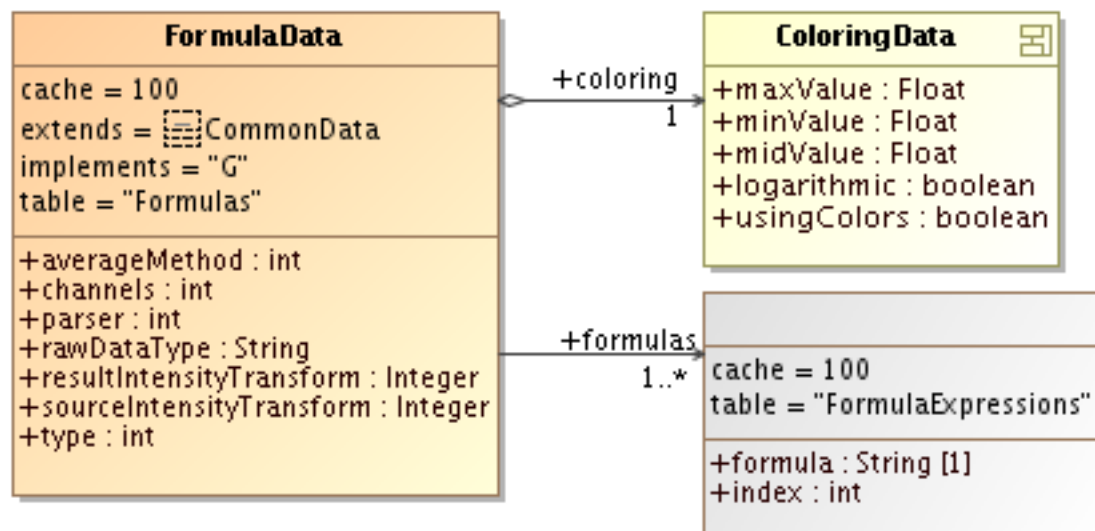 FormulaData
cache = 100
extends = CommonData
implements = "G"
table = "Formulas"
+averageMethod : int
+channels : int
+parser : int
+rawDataType : String
+resultIntensityTransform : Integer
+sourceIntensityTransform : Integer
+type : int
+coloring
1
ColoringData
+maxValue : Float
+minValue : Float
+midValue : Float
+logarithmic : boolean
+usingColors : boolean
+formulas
1..*
cache = 100
table = "FormulaExpressions"
+formula : String [1]
+index : int